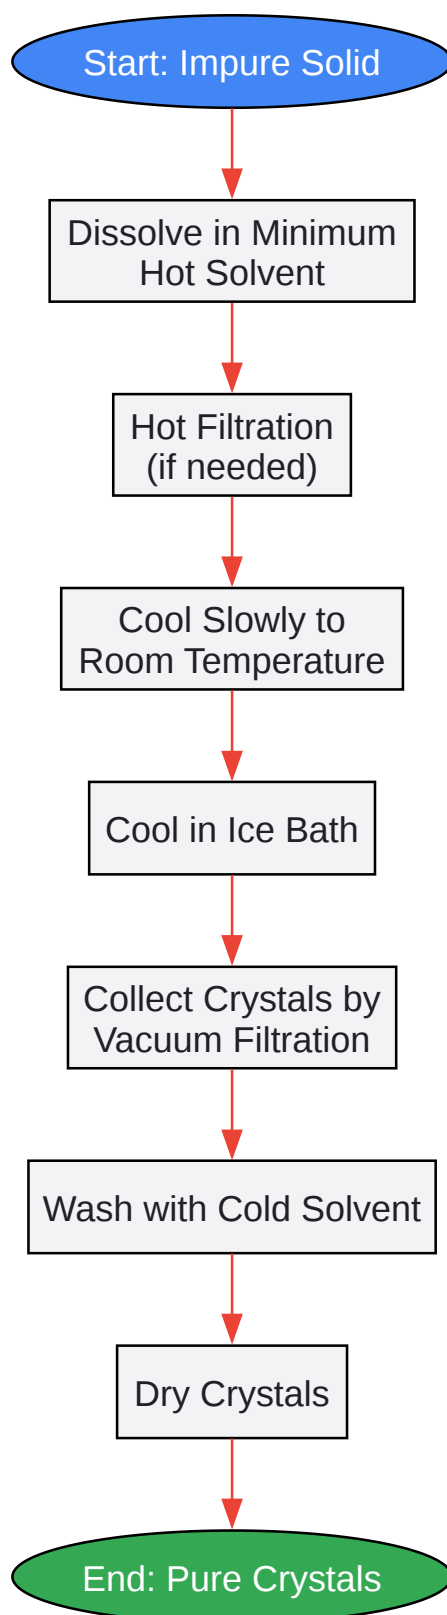 Start: Impure Solid
Dissolve in Minimum
Hot Solvent
Hot Filtration
(if needed)
Cool Slowly to
Room Temperature
Cool in Ice Bath
Collect Crystals by
Vacuum Filtration
Wash with Cold Solvent
Dry Crystals
End: Pure Crystals